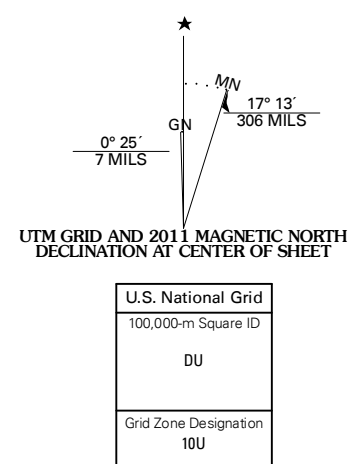 MN
GN
17° 13´
306 MILS
0° 25´
7 MILS
UTM GRID AND 2011 MAGNETIC NORTH
DECLINATION AT CENTER OF SHEET
U.S. National Grid
100,000-m Square ID
DU
Grid Zone Designation
10U